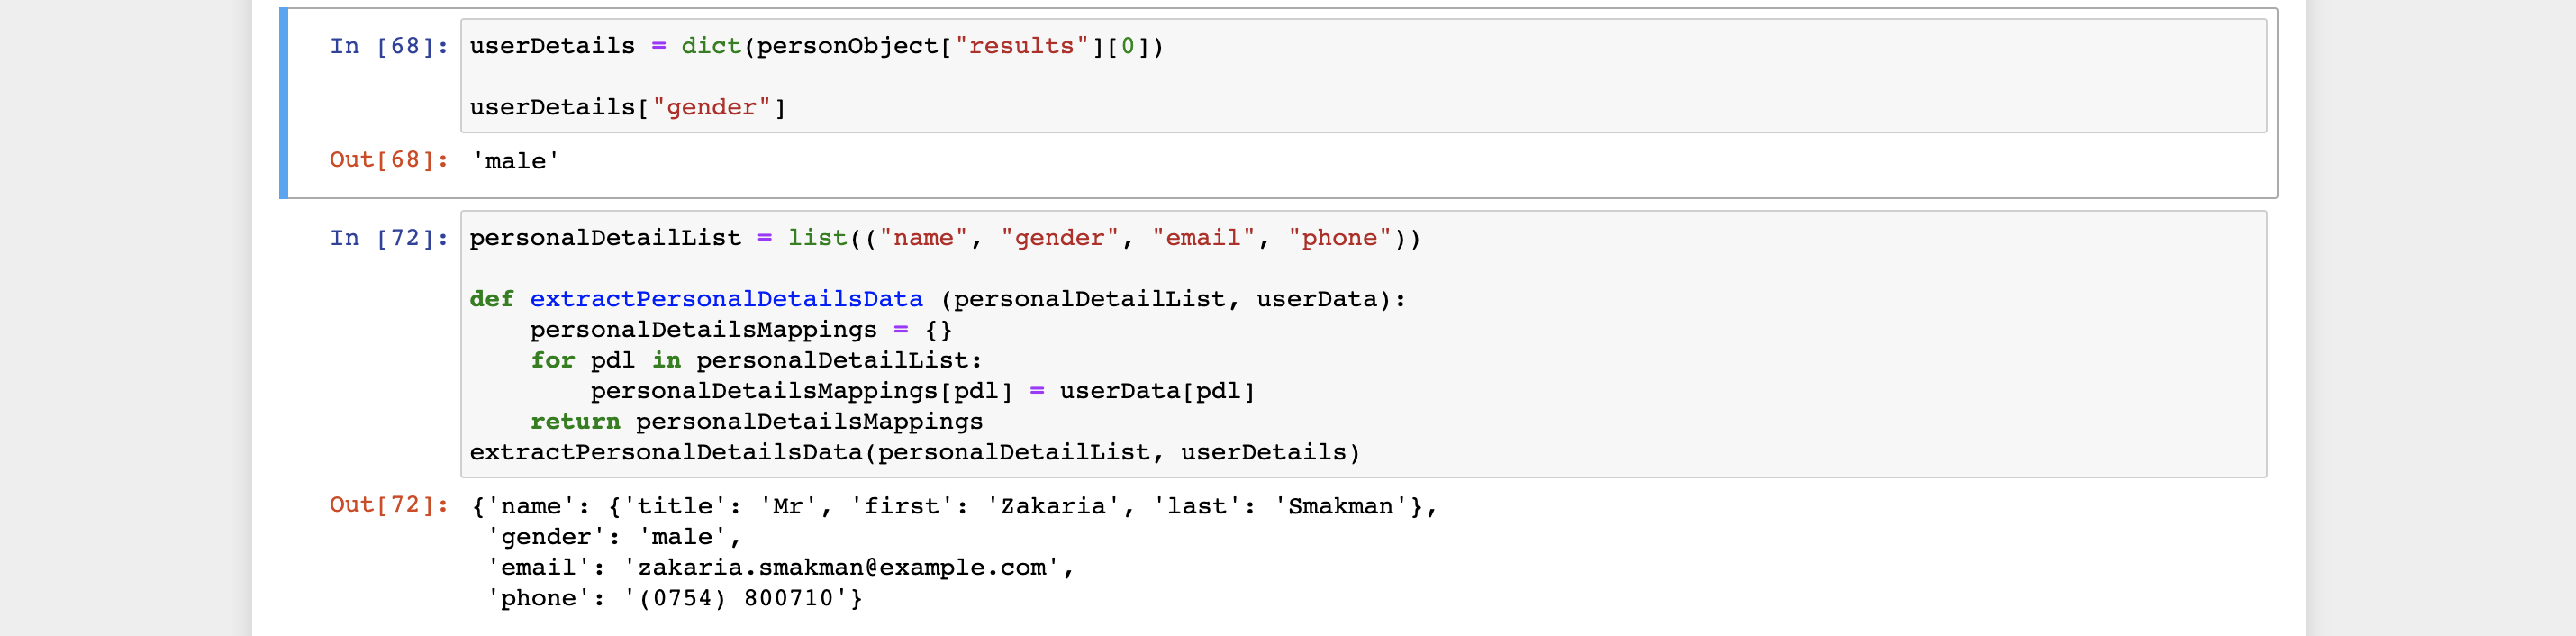 In [68]: userDetails = dict(personObject["results"][0])
userDetails["gender"]
Out[68]: 'male'
In [72]: personalDetailList = list(("name", "gender", "email", "phone"))
def extractPersonalDetailsData (personalDetailList, userData):
    personalDetailsMappings = {}
    for pdl in personalDetailList:
        personalDetailsMappings[pdl] = userData[pdl]
    return personalDetailsMappings
extractPersonalDetailsData(personalDetailList, userDetails)
Out[72]: {'name': {'title': 'Mr', 'first': 'Zakaria', 'last': 'Smakman'},
 'gender': 'male',
 'email': 'zakaria.smakman@example.com',
 'phone': '(0754) 800710'}